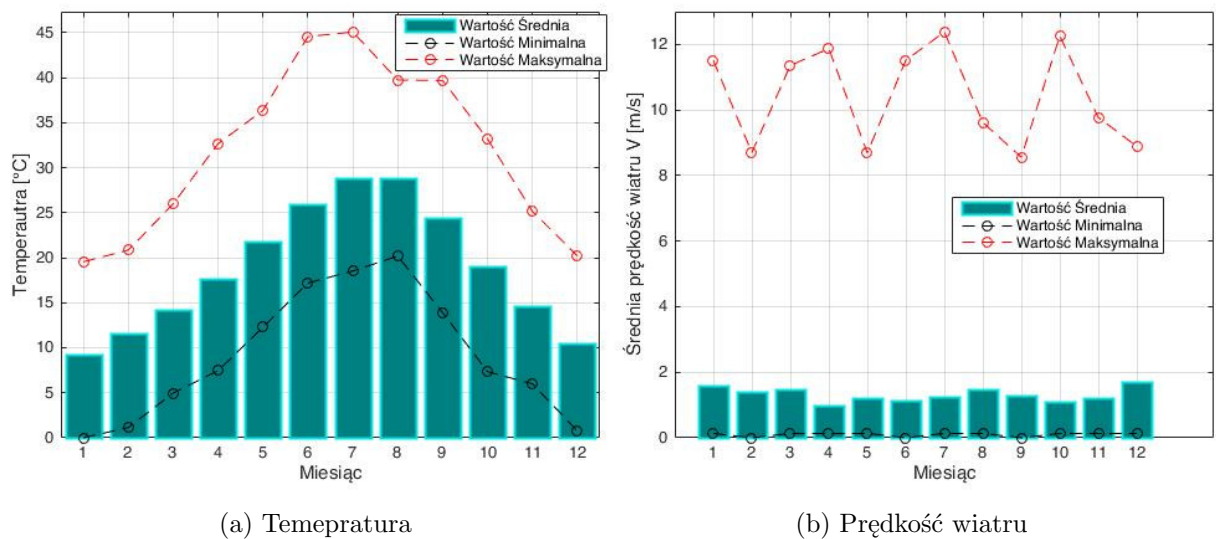 45
40
35
30
25
20
15
10
5
0
Temperautra [°C]
Wartość Średnia
Wartość Minimalna
Wartość Maksymalna
1 2 3 4 5 6 7 8 9 10 11 12
Miesiąc
(a) Temepratura
12
10
8
6
4
2
0
Średnia prędkość wiatru V [m/s]
Wartość Średnia
Wartość Minimalna
Wartość Maksymalna
1 2 3 4 5 6 7 8 9 10 11 12
Miesiąc
(b) Prędkość wiatru